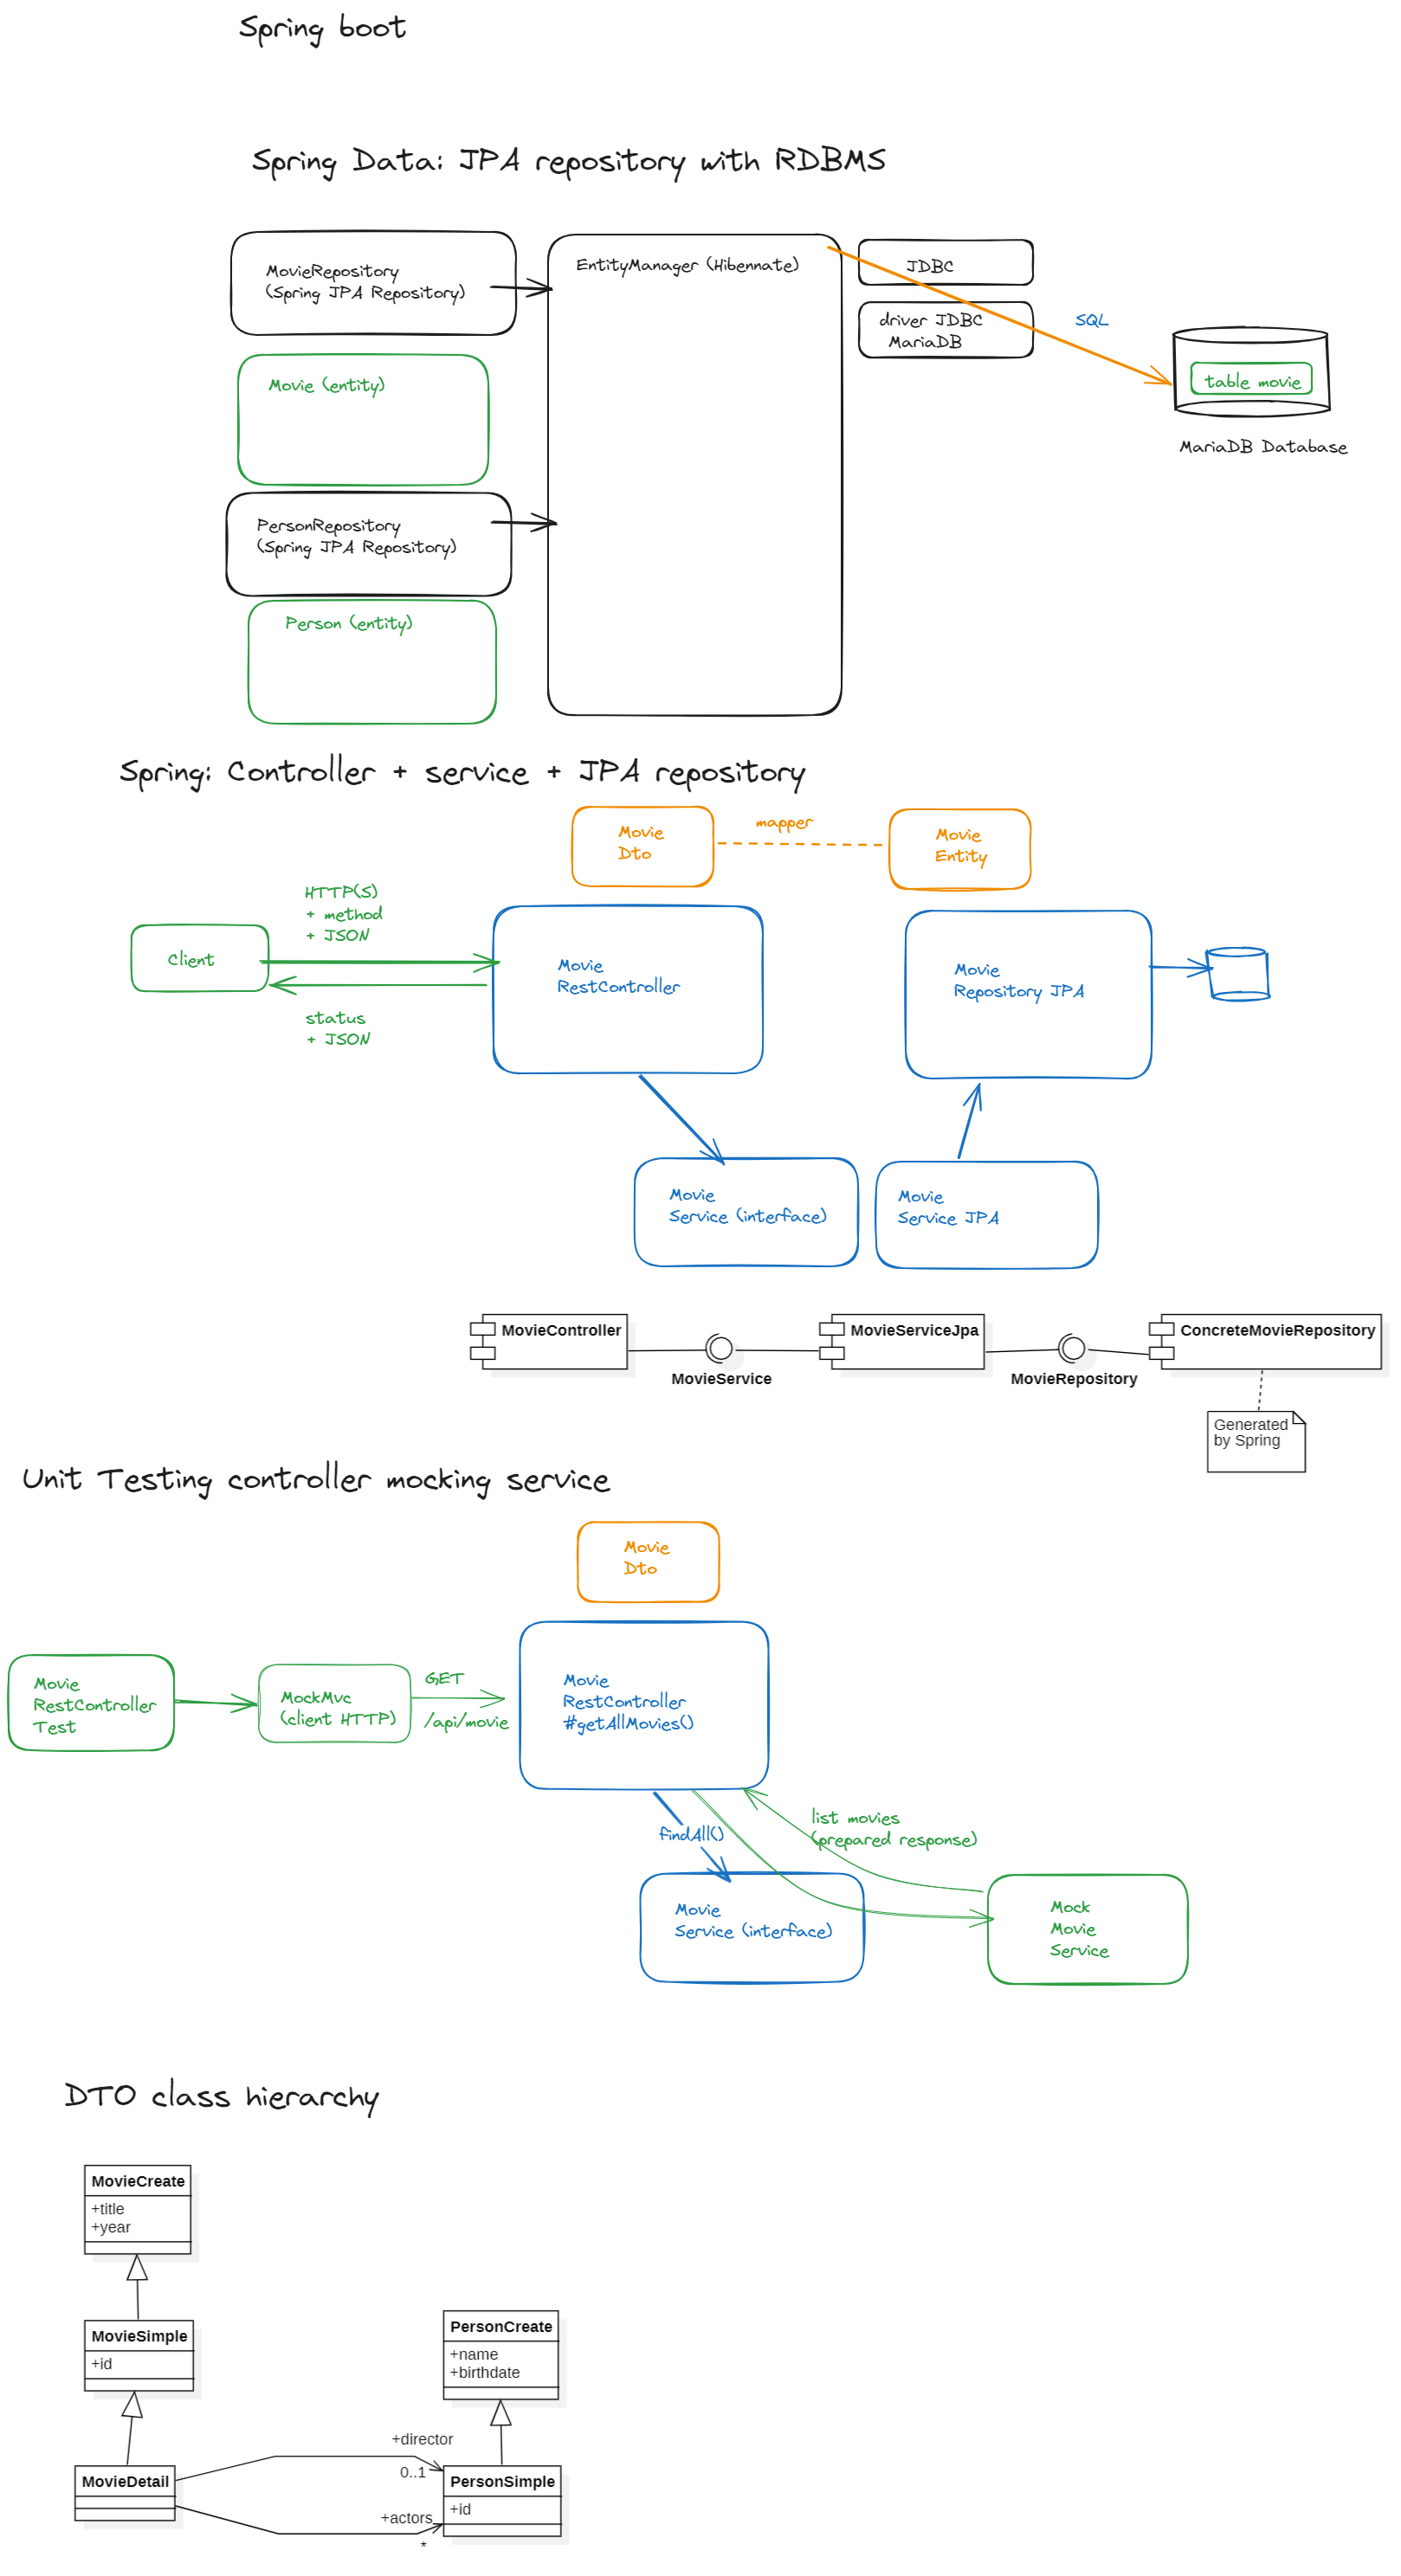 Spring boot
Spring Data: JPA repository with RDBMS
MovieRepository
(Spring JPA Repository)
EntityManager (Hibennate)
JDBC
driver JDBC
MariaDB
SQL
table movie
MariaDB Database
Movie (entity)
PersonRepository
(Spring JPA Repository)
Person (entity)
Spring: Controller + service + JPA repository
Movie
Dto
mapper
Movie
Entity
HTTP(S)
+ method
+ JSON
Client
status
+ JSON
Movie
RestController
Movie
Repository JPA
Movie
Service (interface)
Movie
Service JPA
MovieController
MovieService
MovieServiceJpa
MovieRepository
ConcreteMovieRepository
Generated
by Spring
Unit Testing controller mocking service
Movie
Dto
Movie
RestController
Test
MockMvc
(client HTTP)
GET
/api/movie
Movie
RestController
#getAllMovies()
findAll()
list movies
(prepared response)
Movie
Service (interface)
Mock
Movie
Service
DTO class hierarchy
MovieCreate
+title
+year
MovieSimple
+id
PersonCreate
+name
+birthdate
MovieDetail
+director
0..1
+actors
*
PersonSimple
+id